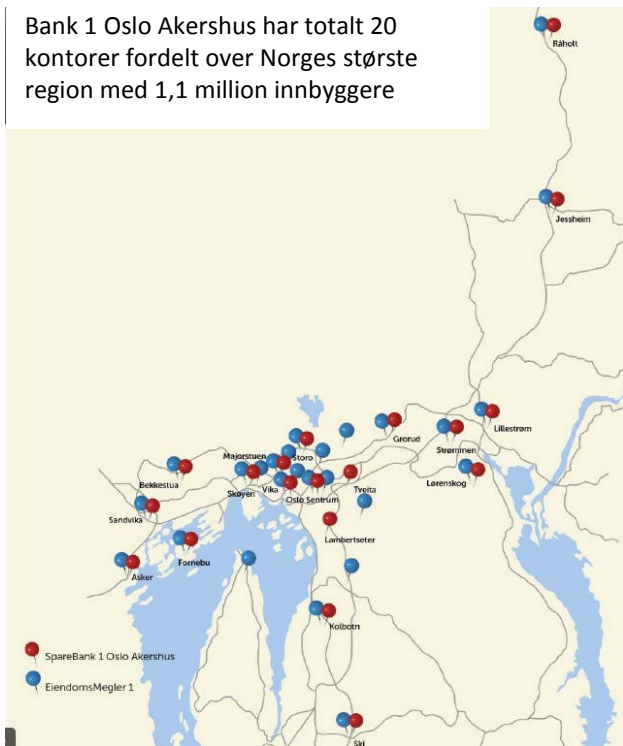 Bank 1 Oslo Akershus har totalt 20
kontorer fordelt over Norges største
region med 1,1 million innbyggere
Råholt
Jessheim
Lillestrøm
Grorud
Strømmen
Majorstuen
Storo
Lørenskog
Bekkestua
Skøyen
Vika
Oslo Sentrum
Tveita
Sandvika
Lambertseter
Fornebu
Asker
Kolbotn
SpareBank 1 Oslo Akershus
EiendomsMegler 1
Ski